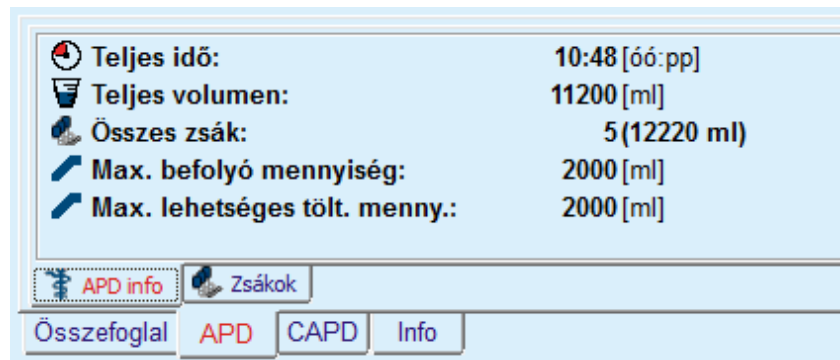 Teljes idő: 10:48 [óó:pp]
Teljes volumen: 11200 [ml]
Összes zsák: 5 (12220 ml)
Max. befolyó mennyiség: 2000 [ml]
Max. lehetséges tölt. menny.: 2000 [ml]
APD info Zsákok
Összefoglal APD CAPD Info